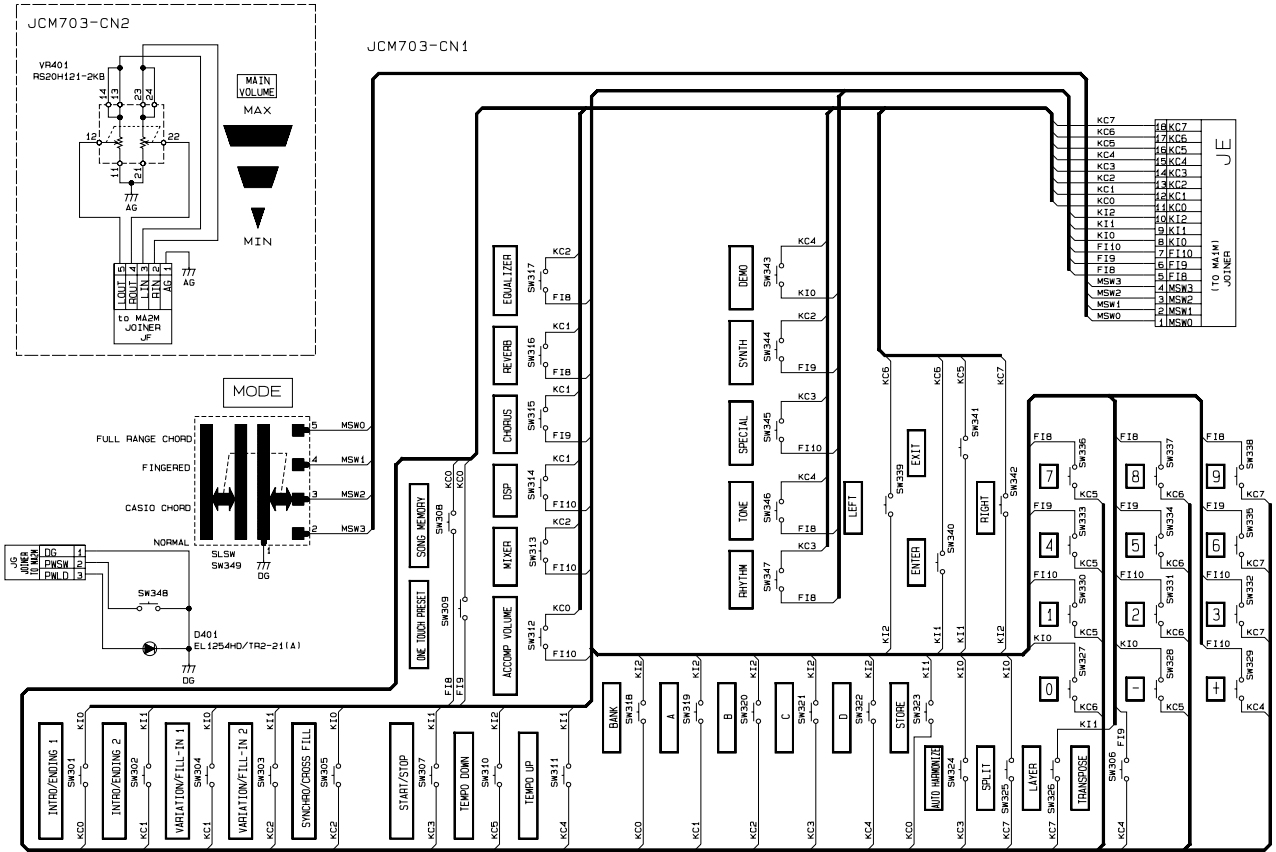 JCM703-CN2
JCM703-CN1
VR401
RS20H121-2KB
14
13
23
24
12
22
11
21
AG
MAIN
VOLUME
MAX
MIN
5 LOUT
4 ROUT
3 LIN
2 RIN
1 AG
AG
to MA2M
JOINER
JF
MODE
FULL RANGE CHORD
FINGERED
CASIO CHORD
NORMAL
5 MSW0
4 MSW1
3 MSW2
2 MSW3
1
SLSW
SW349
DG
JG
JOINER
TO MA2M
DG 1
PWSW 2
PWLD 3
SW348
D401
EL1254HD/TR2-21(A)
DG
KC7 18 KC7
KC6 17 KC6
KC5 16 KC5
KC4 15 KC4
KC3 14 KC3
KC2 13 KC2
KC1 12 KC1
KC0 11 KC0
KI2 10 KI2
KI1 9 KI1
KI0 8 KI0
FI10 7 FI10
FI9 6 FI9
FI8 5 FI8
MSW3 4 MSW3
MSW2 3 MSW2
MSW1 2 MSW1
MSW0 1 MSW0
JE
(TO MA1M)
JOINER
EQUALIZER SW317 KC2 FI8
REVERB SW316 KC1 FI8
CHORUS SW315 KC1 FI9
DSP SW314 KC1 FI10
MIXER SW313 KC2 FI10
ACCOMP VOLUME SW312 KC0 FI10
SONG MEMORY SW308 KC0 FI8
ONE TOUCH PRESET SW309 KC0 FI9
DEMO SW343 KC4 KI0
SYNTH SW344 KC2 FI9
SPECIAL SW345 KC3 FI10
TONE SW346 KC4 FI8
RHYTHM SW347 KC3 FI8
LEFT SW339 KC6 KI2
ENTER SW340 KC6 KI1
EXIT SW341 KC5 KI1
RIGHT SW342 KC7 KI2
7 SW336 FI8 KC5
8 SW337 FI8 KC6
9 SW338 FI8 KC7
4 SW333 FI9 KC5
5 SW334 FI9 KC6
6 SW335 FI9 KC7
1 SW330 FI10 KC5
2 SW331 FI10 KC6
3 SW332 FI10 KC7
0 SW327 KI0 KC6
- SW328 KI0 KC5
+ SW329 FI10 KC4
INTRO/ENDING 1 SW301 KI0 KC0
INTRO/ENDING 2 SW302 KI1 KC1
VARIATION/FILL-IN 1 SW304 KI0 KC1
VARIATION/FILL-IN 2 SW303 KI1 KC2
SYNCHRO/CROSS FILL SW305 KI0 KC2
START/STOP SW307 KI1 KC3
TEMPO DOWN SW310 KI2 KC5
TEMPO UP SW311 KI1 KC4
BANK SW318 KI2 KC0
A SW319 KI2 KC1
B SW320 KI2 KC2
C SW321 KI2 KC3
D SW322 KI2 KC4
STORE SW323 KI1 KC0
AUTO HARMONIZE SW324 KI0 KC3
SPLIT SW325 KI0 KC7
LAYER SW326 KI1 KC7
TRANSPOSE SW306 FI9 KC4